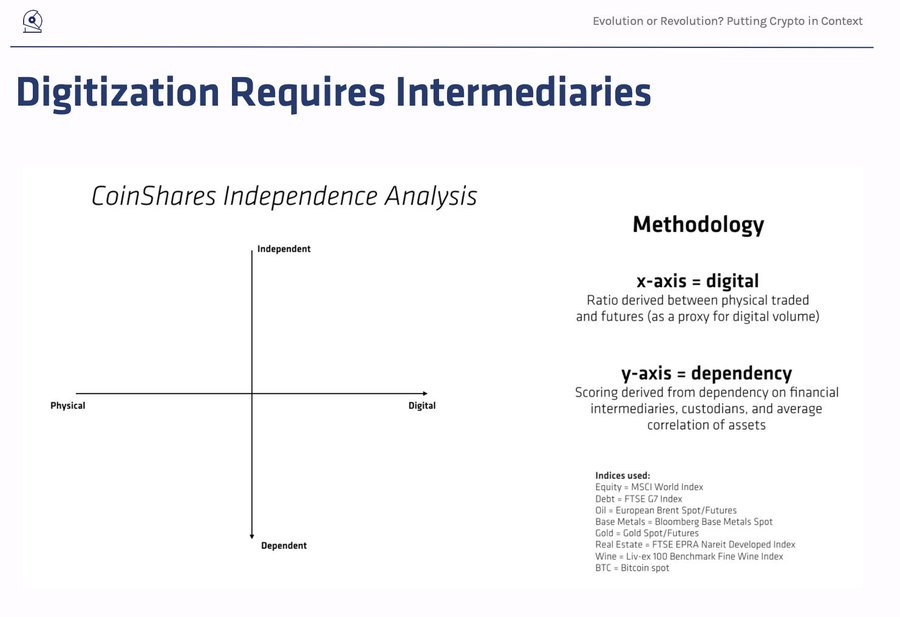 Evolution or Revolution? Putting Crypto in Context
Digitization Requires Intermediaries
CoinShares Independence Analysis
Independent
Physical
Digital
Dependent
Methodology
x-axis = digital
Ratio derived between physical traded
and futures (as a proxy for digital volume)
y-axis = dependency
Scoring derived from dependency on financial
intermediaries, custodians, and average
correlation of assets
Indices used:
Equity = MSCI World Index
Debt = FTSE G7 Index
Oil = European Brent Spot/Futures
Base Metals = Bloomberg Base Metals Spot
Gold = Gold Spot/Futures
Real Estate = FTSE EPRA Nareit Developed Index
Wine = Liv-ex 100 Benchmark Fine Wine Index
BTC = Bitcoin spot